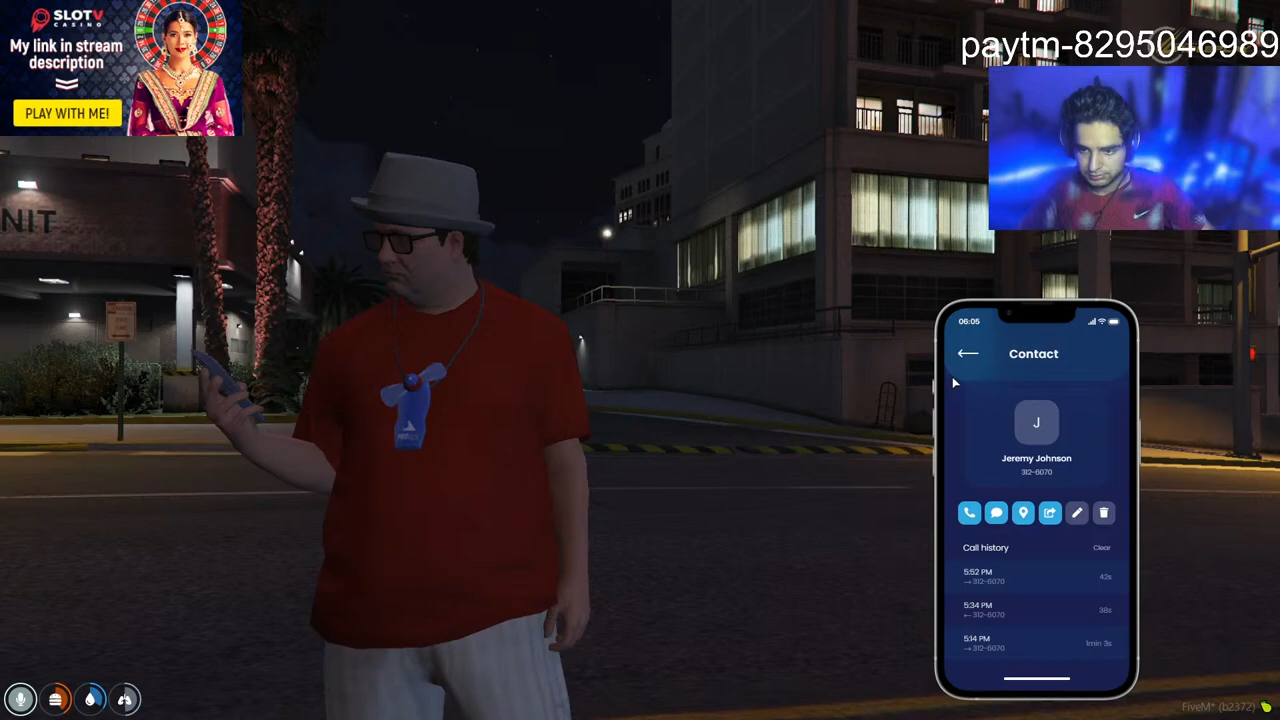 SLOTV
CASINO
My link in stream
description
PLAY WITH ME!
paytm-8295046989
NIT
06:05
Contact
J
Jeremy Johnson
312-6070
Call history
Clear
5:52 PM
→ 312-6070
42s
5:34 PM
← 312-6070
38s
5:14 PM
→ 312-6070
1min 3s
FiveM* (b2372)